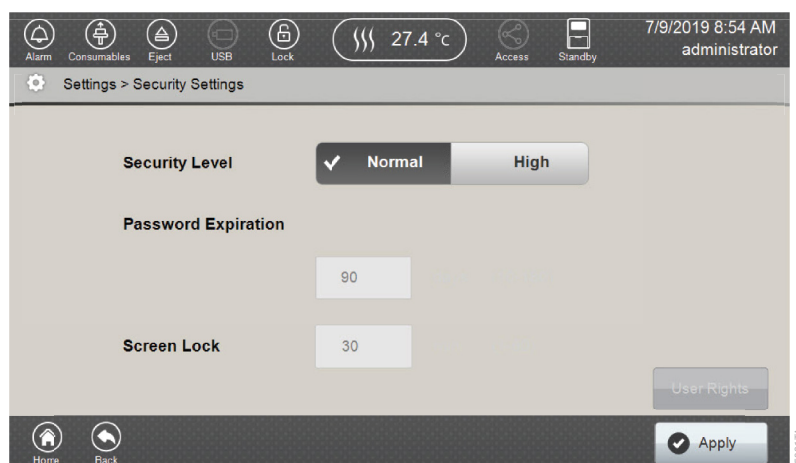 Alarm Consumables Eject USB Lock 27.4 °C Access Standby 7/9/2019 8:54 AM
administrator
Settings > Security Settings
Security Level Normal High
Password Expiration
90
Screen Lock 30
User Rights
Home Back Apply